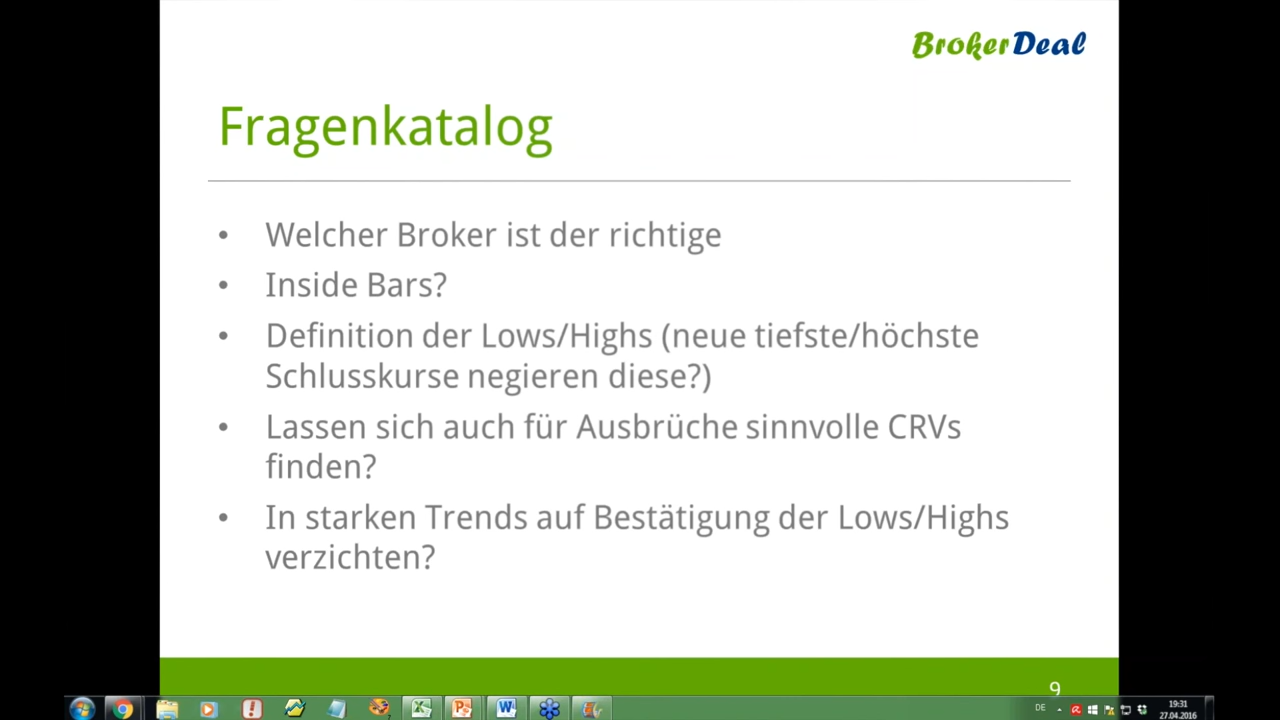 BrokerDeal
Fragenkatalog
• Welcher Broker ist der richtige
• Inside Bars?
• Definition der Lows/Highs (neue tiefste/höchste
Schlusskurse negieren diese?)
• Lassen sich auch für Ausbrüche sinnvolle CRVs
finden?
• In starken Trends auf Bestätigung der Lows/Highs
verzichten?
9
DE
19:31
27.04.2016